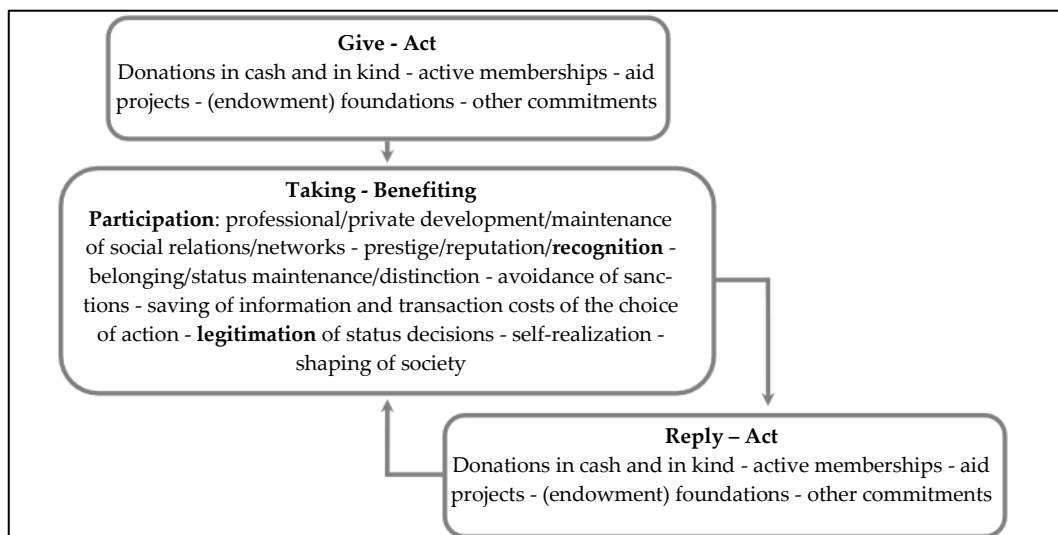 Give - Act
Donations in cash and in kind - active memberships - aid
projects - (endowment) foundations - other commitments
Taking - Benefiting
Participation: professional/private development/maintenance
of social relations/networks - prestige/reputation/recognition -
belonging/status maintenance/distinction - avoidance of sanc-
tions - saving of information and transaction costs of the choice
of action - legitimation of status decisions - self-realization -
shaping of society
Reply – Act
Donations in cash and in kind - active memberships - aid
projects - (endowment) foundations - other commitments